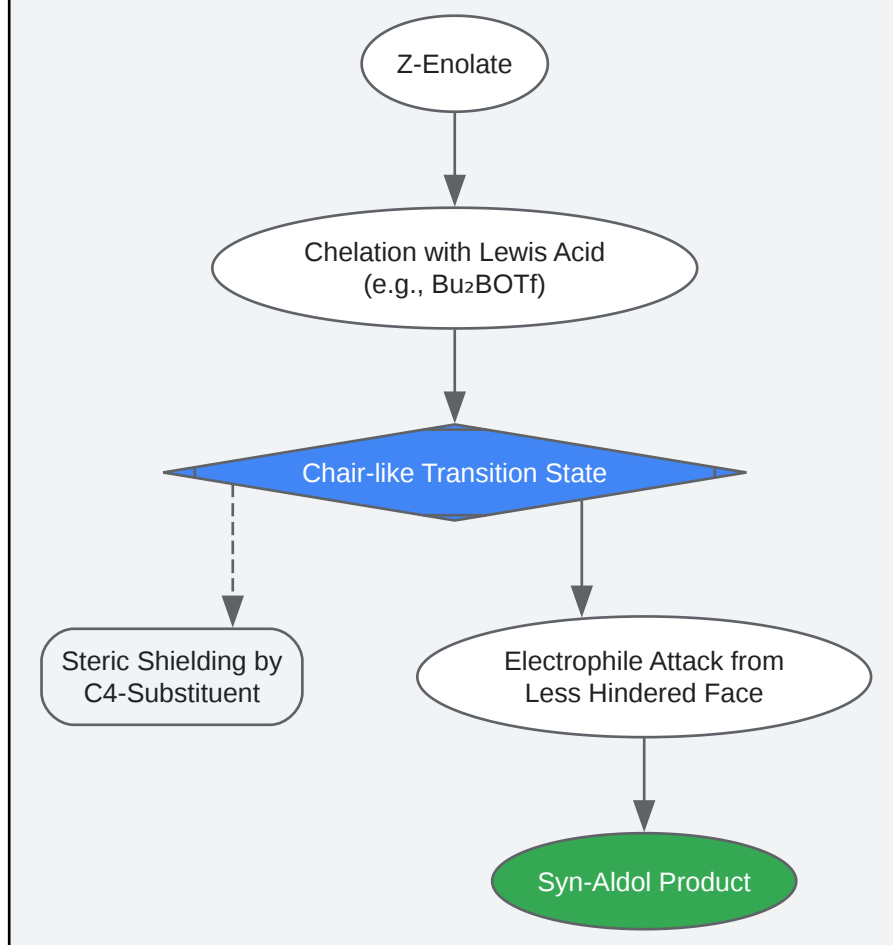 Z-Enolate
Chelation with Lewis Acid
(e.g., Bu₂BOTf)
Chair-like Transition State
Steric Shielding by
C4-Substituent
Electrophile Attack from
Less Hindered Face
Syn-Aldol Product